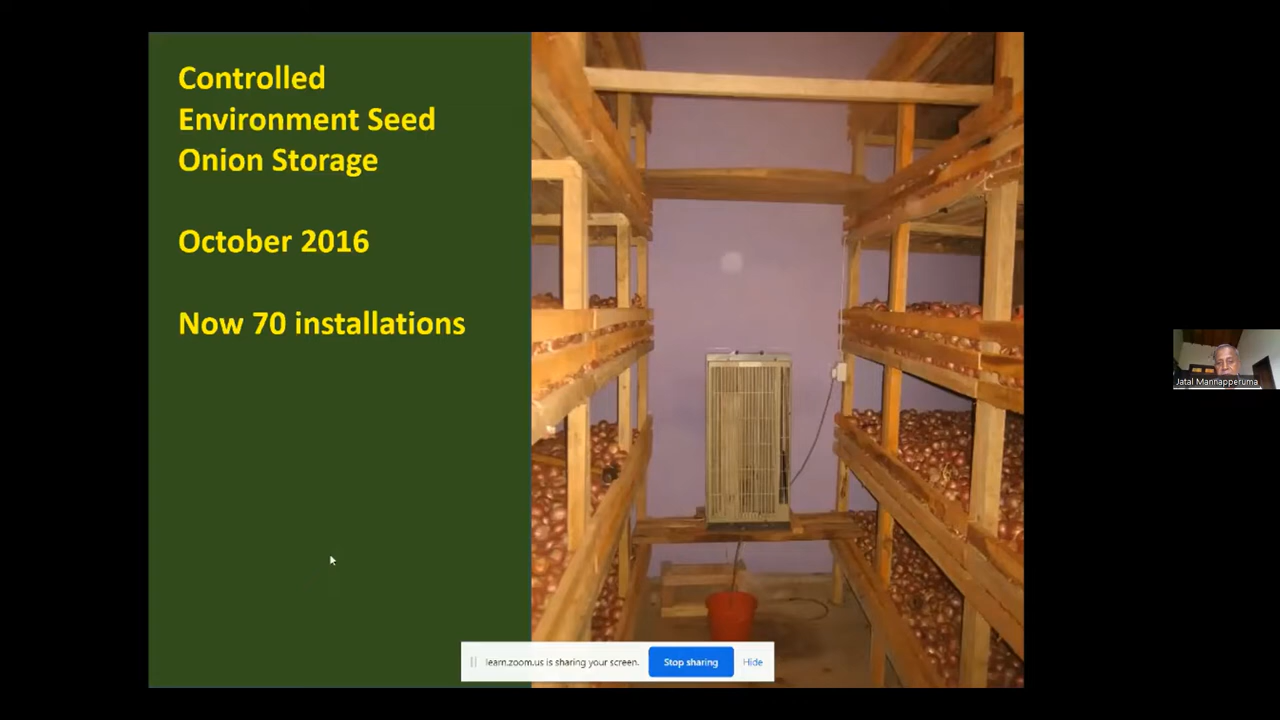 Controlled
Environment Seed
Onion Storage
October 2016
Now 70 installations
Jatal Mannapperuma
learn.zoom.us is sharing your screen.
Stop sharing
Hide